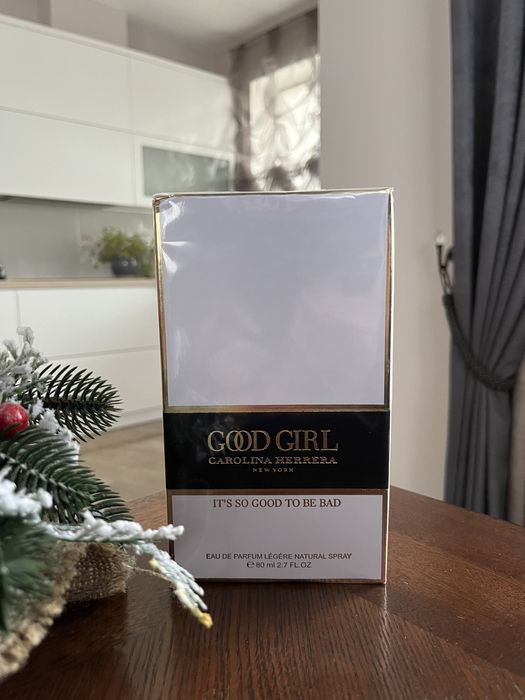 GOOD GIRL
CAROLINA HERRERA
NEW YORK
IT'S SO GOOD TO BE BAD
EAU DE PARFUM LÉGÈRE NATURAL SPRAY
℮ 80 ml 2.7 FL.OZ